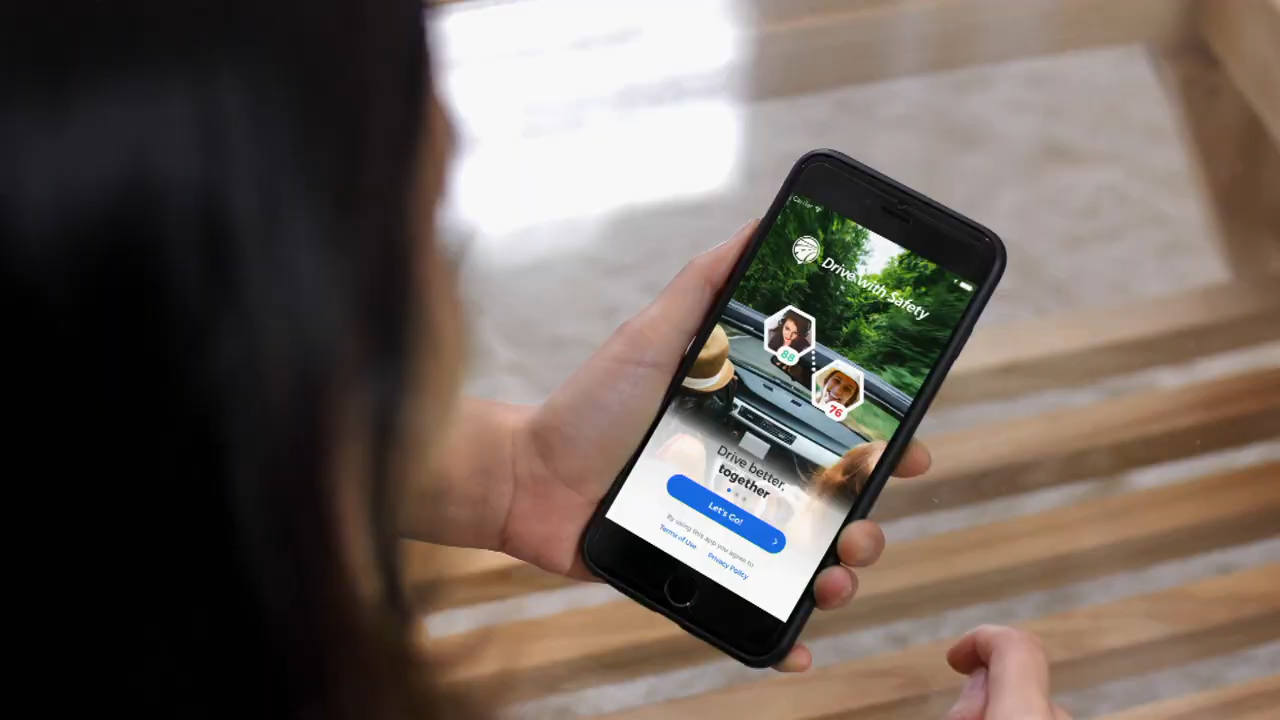 Carrier
Drive with Safety
88
76
Drive better,
together
Let's Go!
By using this app you agree to
Terms of Use
Privacy Policy